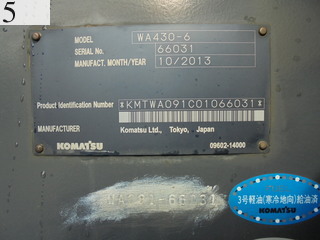 5
MODEL WA430-6
SERIAL No. 66031
MANUFACT. MONTH/YEAR 10/2013
Product Identification Number *KMTWA091C01066031*
MANUFACTURER Komatsu Ltd., Tokyo, Japan
KOMATSU 09602-14000
3号軽油(寒冷地向)給油済
KOMATSU